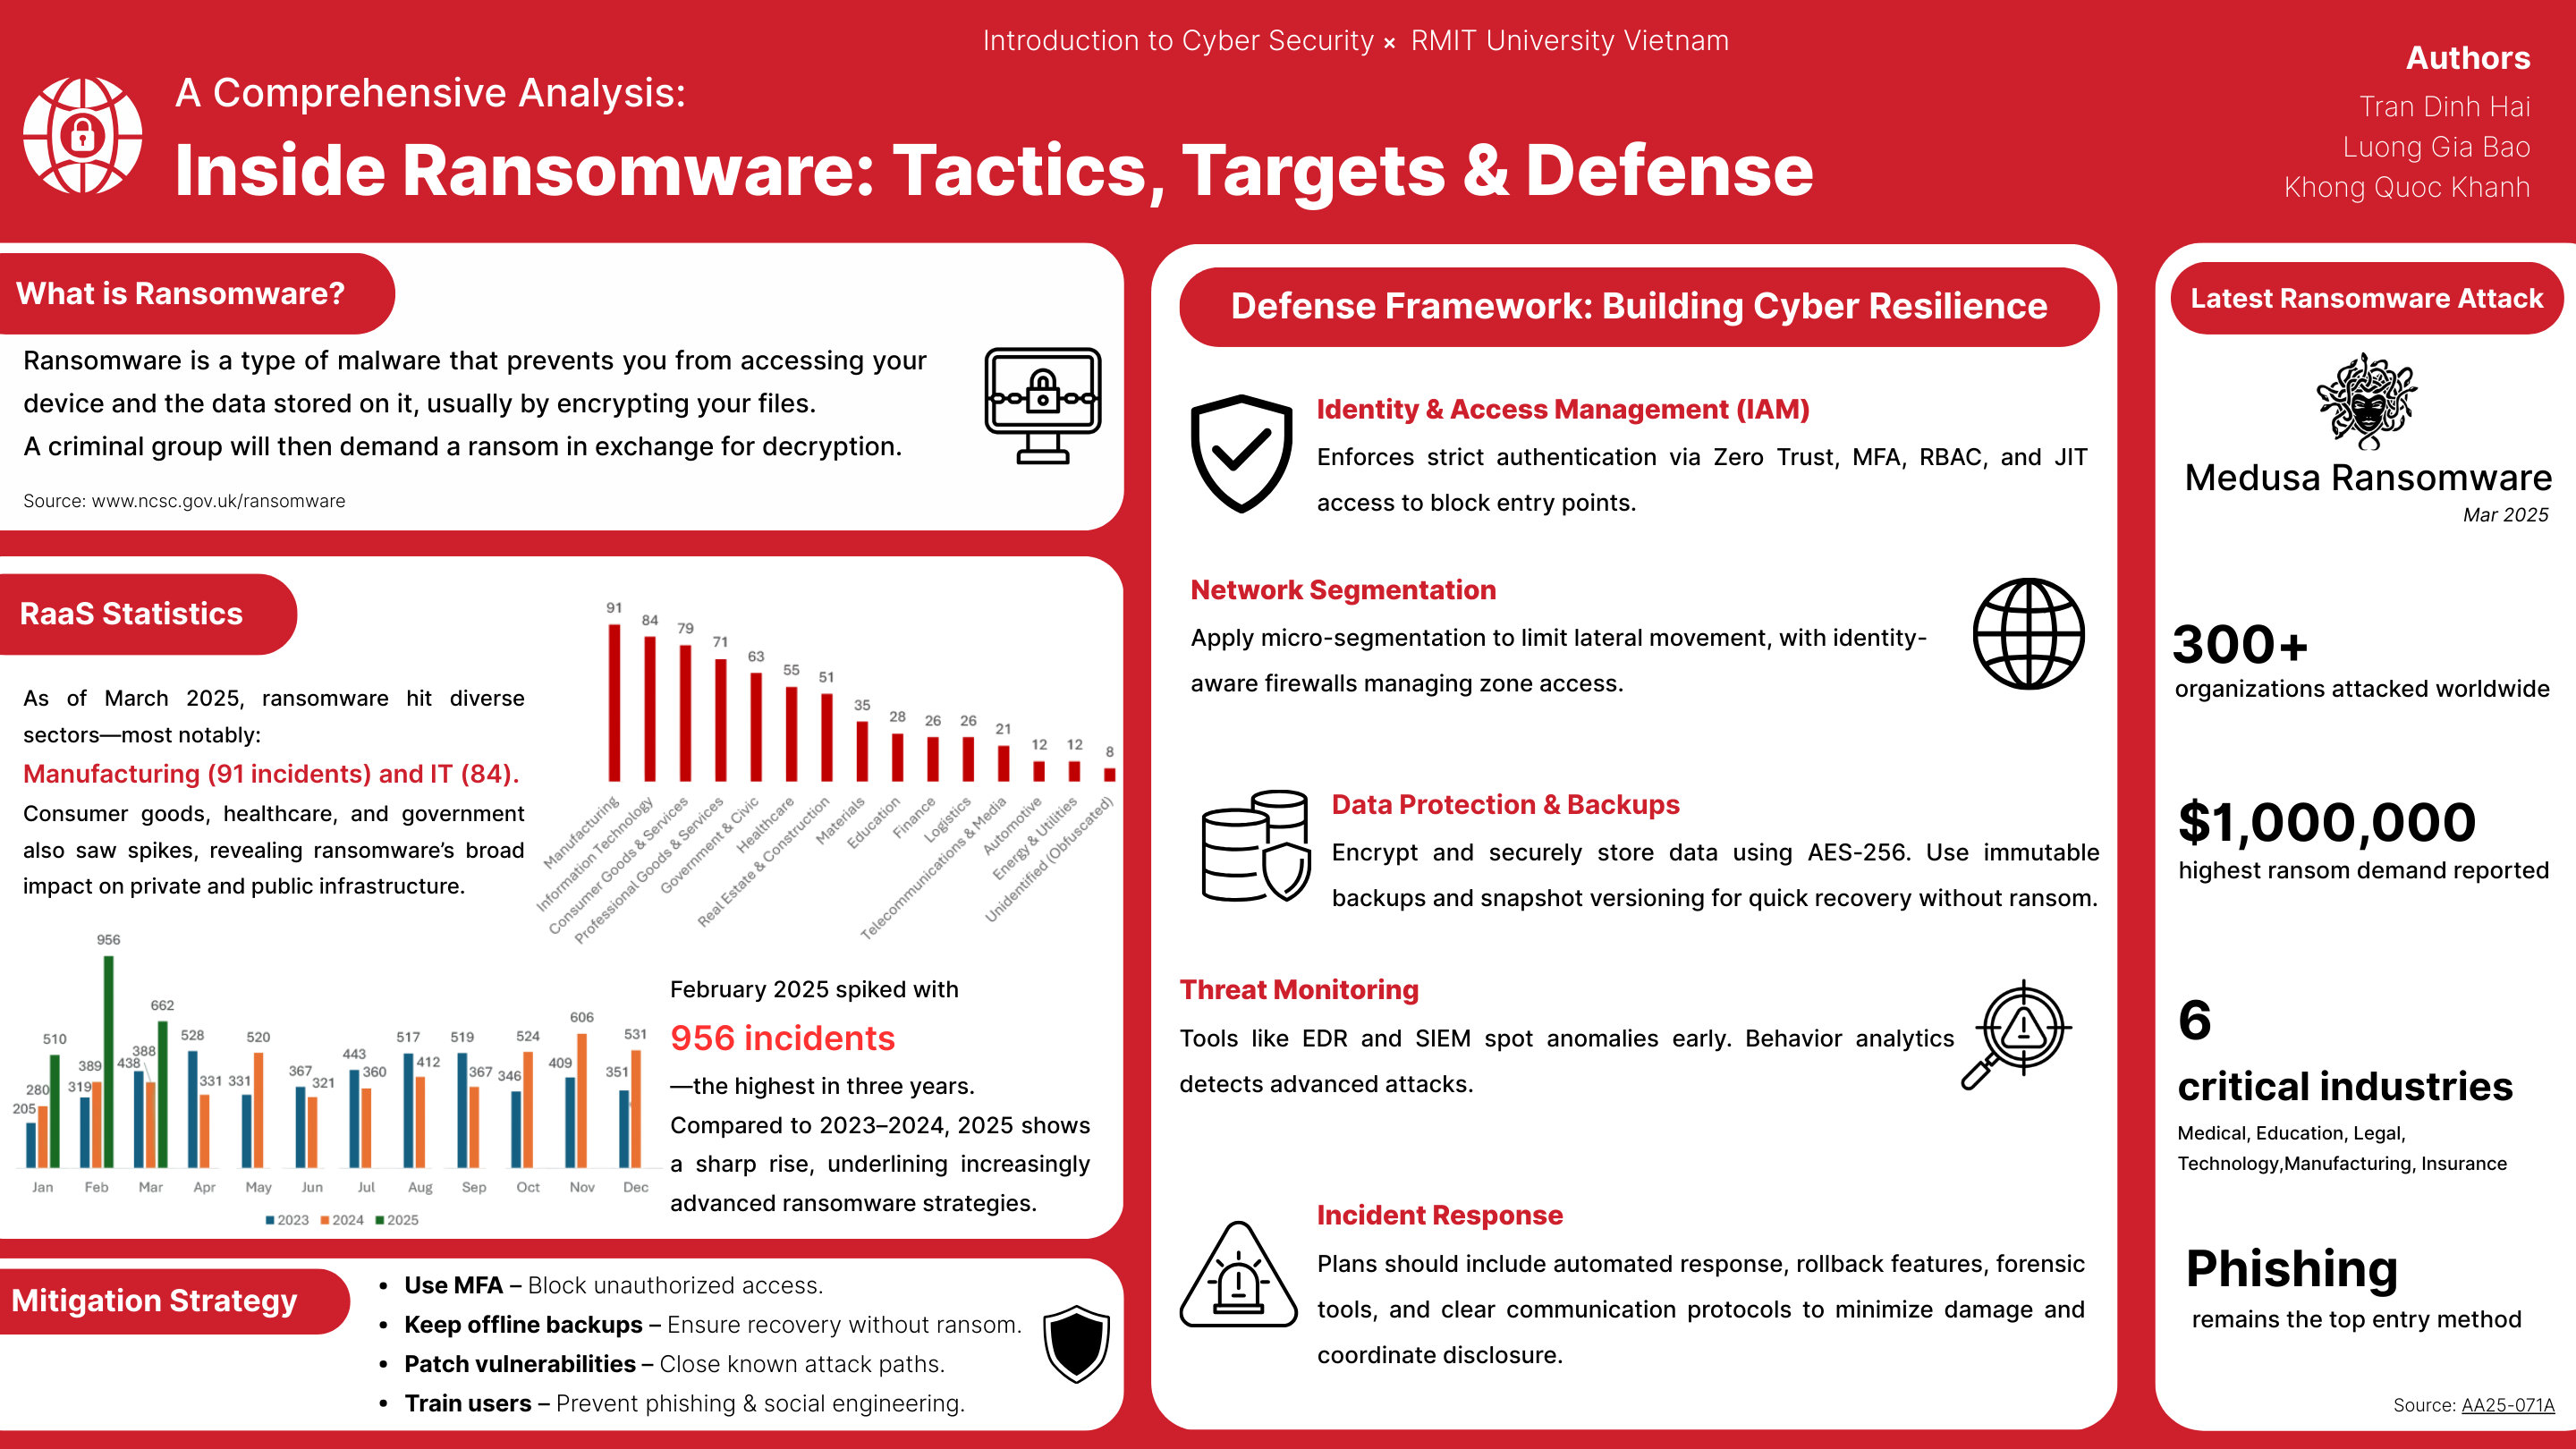 Introduction to Cyber Security × RMIT University Vietnam
A Comprehensive Analysis:
Inside Ransomware: Tactics, Targets & Defense
Authors
Tran Dinh Hai
Luong Gia Bao
Khong Quoc Khanh
What is Ransomware?
Ransomware is a type of malware that prevents you from accessing your
device and the data stored on it, usually by encrypting your files.
A criminal group will then demand a ransom in exchange for decryption.
Source: www.ncsc.gov.uk/ransomware
RaaS Statistics
As of March 2025, ransomware hit diverse
sectors—most notably:
Manufacturing (91 incidents) and IT (84).
Consumer goods, healthcare, and government
also saw spikes, revealing ransomware's broad
impact on private and public infrastructure.
91
84
79
71
63
55
51
35
28
26
26
21
12
12
8
Manufacturing
Information Technology
Consumer Goods & Services
Professional Goods & Services
Government & Civic
Healthcare
Real Estate & Construction
Materials
Education
Finance
Logistics
Telecommunications & Media
Automotive
Energy & Utilities
Unidentified (Obfuscated)
205
280
510
319
389
956
438
388
662
528
331
331
520
367
321
443
360
517
412
519
367
346
524
409
606
351
531
Jan
Feb
Mar
Apr
May
Jun
Jul
Aug
Sep
Oct
Nov
Dec
2023
2024
2025
February 2025 spiked with
956 incidents
—the highest in three years.
Compared to 2023–2024, 2025 shows
a sharp rise, underlining increasingly
advanced ransomware strategies.
Mitigation Strategy
• Use MFA – Block unauthorized access.
• Keep offline backups – Ensure recovery without ransom.
• Patch vulnerabilities – Close known attack paths.
• Train users – Prevent phishing & social engineering.
Defense Framework: Building Cyber Resilience
Identity & Access Management (IAM)
Enforces strict authentication via Zero Trust, MFA, RBAC, and JIT
access to block entry points.
Network Segmentation
Apply micro-segmentation to limit lateral movement, with identity-
aware firewalls managing zone access.
Data Protection & Backups
Encrypt and securely store data using AES-256. Use immutable
backups and snapshot versioning for quick recovery without ransom.
Threat Monitoring
Tools like EDR and SIEM spot anomalies early. Behavior analytics
detects advanced attacks.
Incident Response
Plans should include automated response, rollback features, forensic
tools, and clear communication protocols to minimize damage and
coordinate disclosure.
Latest Ransomware Attack
Medusa Ransomware
Mar 2025
300+
organizations attacked worldwide
$1,000,000
highest ransom demand reported
6
critical industries
Medical, Education, Legal,
Technology,Manufacturing, Insurance
Phishing
remains the top entry method
Source: AA25-071A